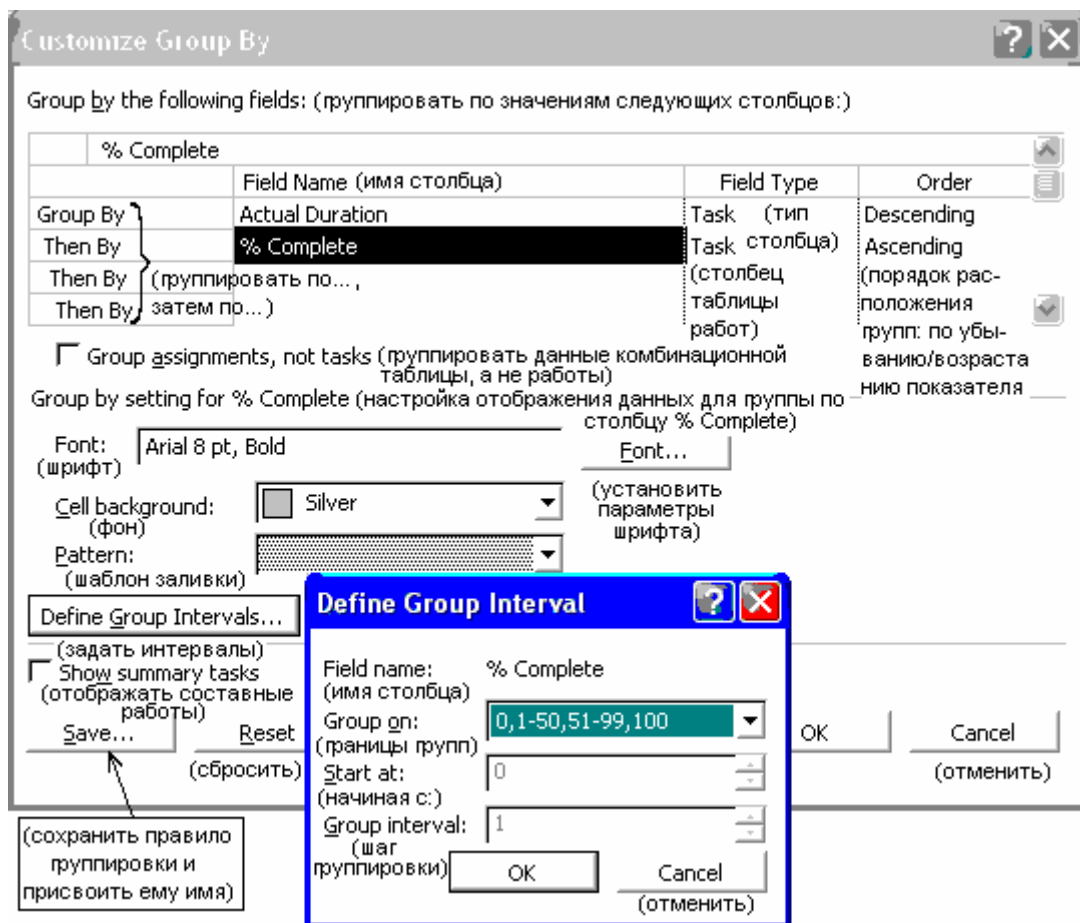 Customize Group By
Group by the following fields: (группировать по значениям следующих столбцов:)
% Complete
Field Name (имя столбца) Field Type Order
Group By Actual Duration Task (тип Descending
Then By % Complete Task столбца) Ascending
Then By (группировать по..., (столбец (порядок рас-
Then By затем по...) таблицы положения
работ) групп: по убы-
Group assignments, not tasks (группировать данные комбинационной ванию/возраста
таблицы, а не работы) нию показателя
Group by setting for % Complete (настройка отображения данных для группы по
столбцу % Complete)
Font: Arial 8 pt, Bold Font...
(шрифт)
Cell background: Silver (установить
(фон) параметры
Pattern: шрифта)
(шаблон заливки)
Define Group Intervals...
(задать интервалы)
Show summary tasks
(отображать составные
работы)
Save... Reset OK Cancel
(сбросить) (отменить)
(сохранить правило
группировки и
присвоить ему имя)
Define Group Interval
Field name: % Complete
(имя столбца)
Group on: 0,1-50,51-99,100
(границы групп)
Start at: 0
(начиная с:)
Group interval: 1
(шаг
группировки) OK Cancel
(отменить)